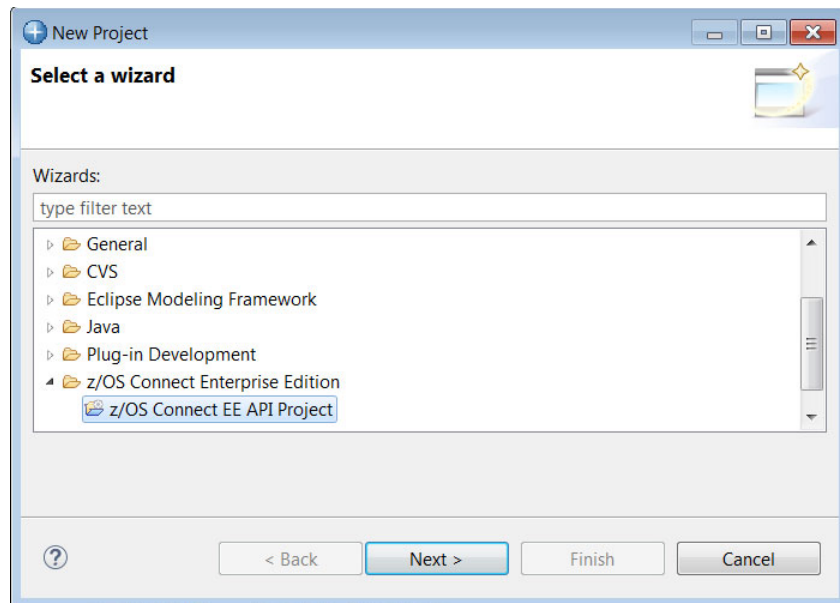 New Project
Select a wizard
Wizards:
type filter text
General
CVS
Eclipse Modeling Framework
Java
Plug-in Development
z/OS Connect Enterprise Edition
z/OS Connect EE API Project
? < Back Next > Finish Cancel